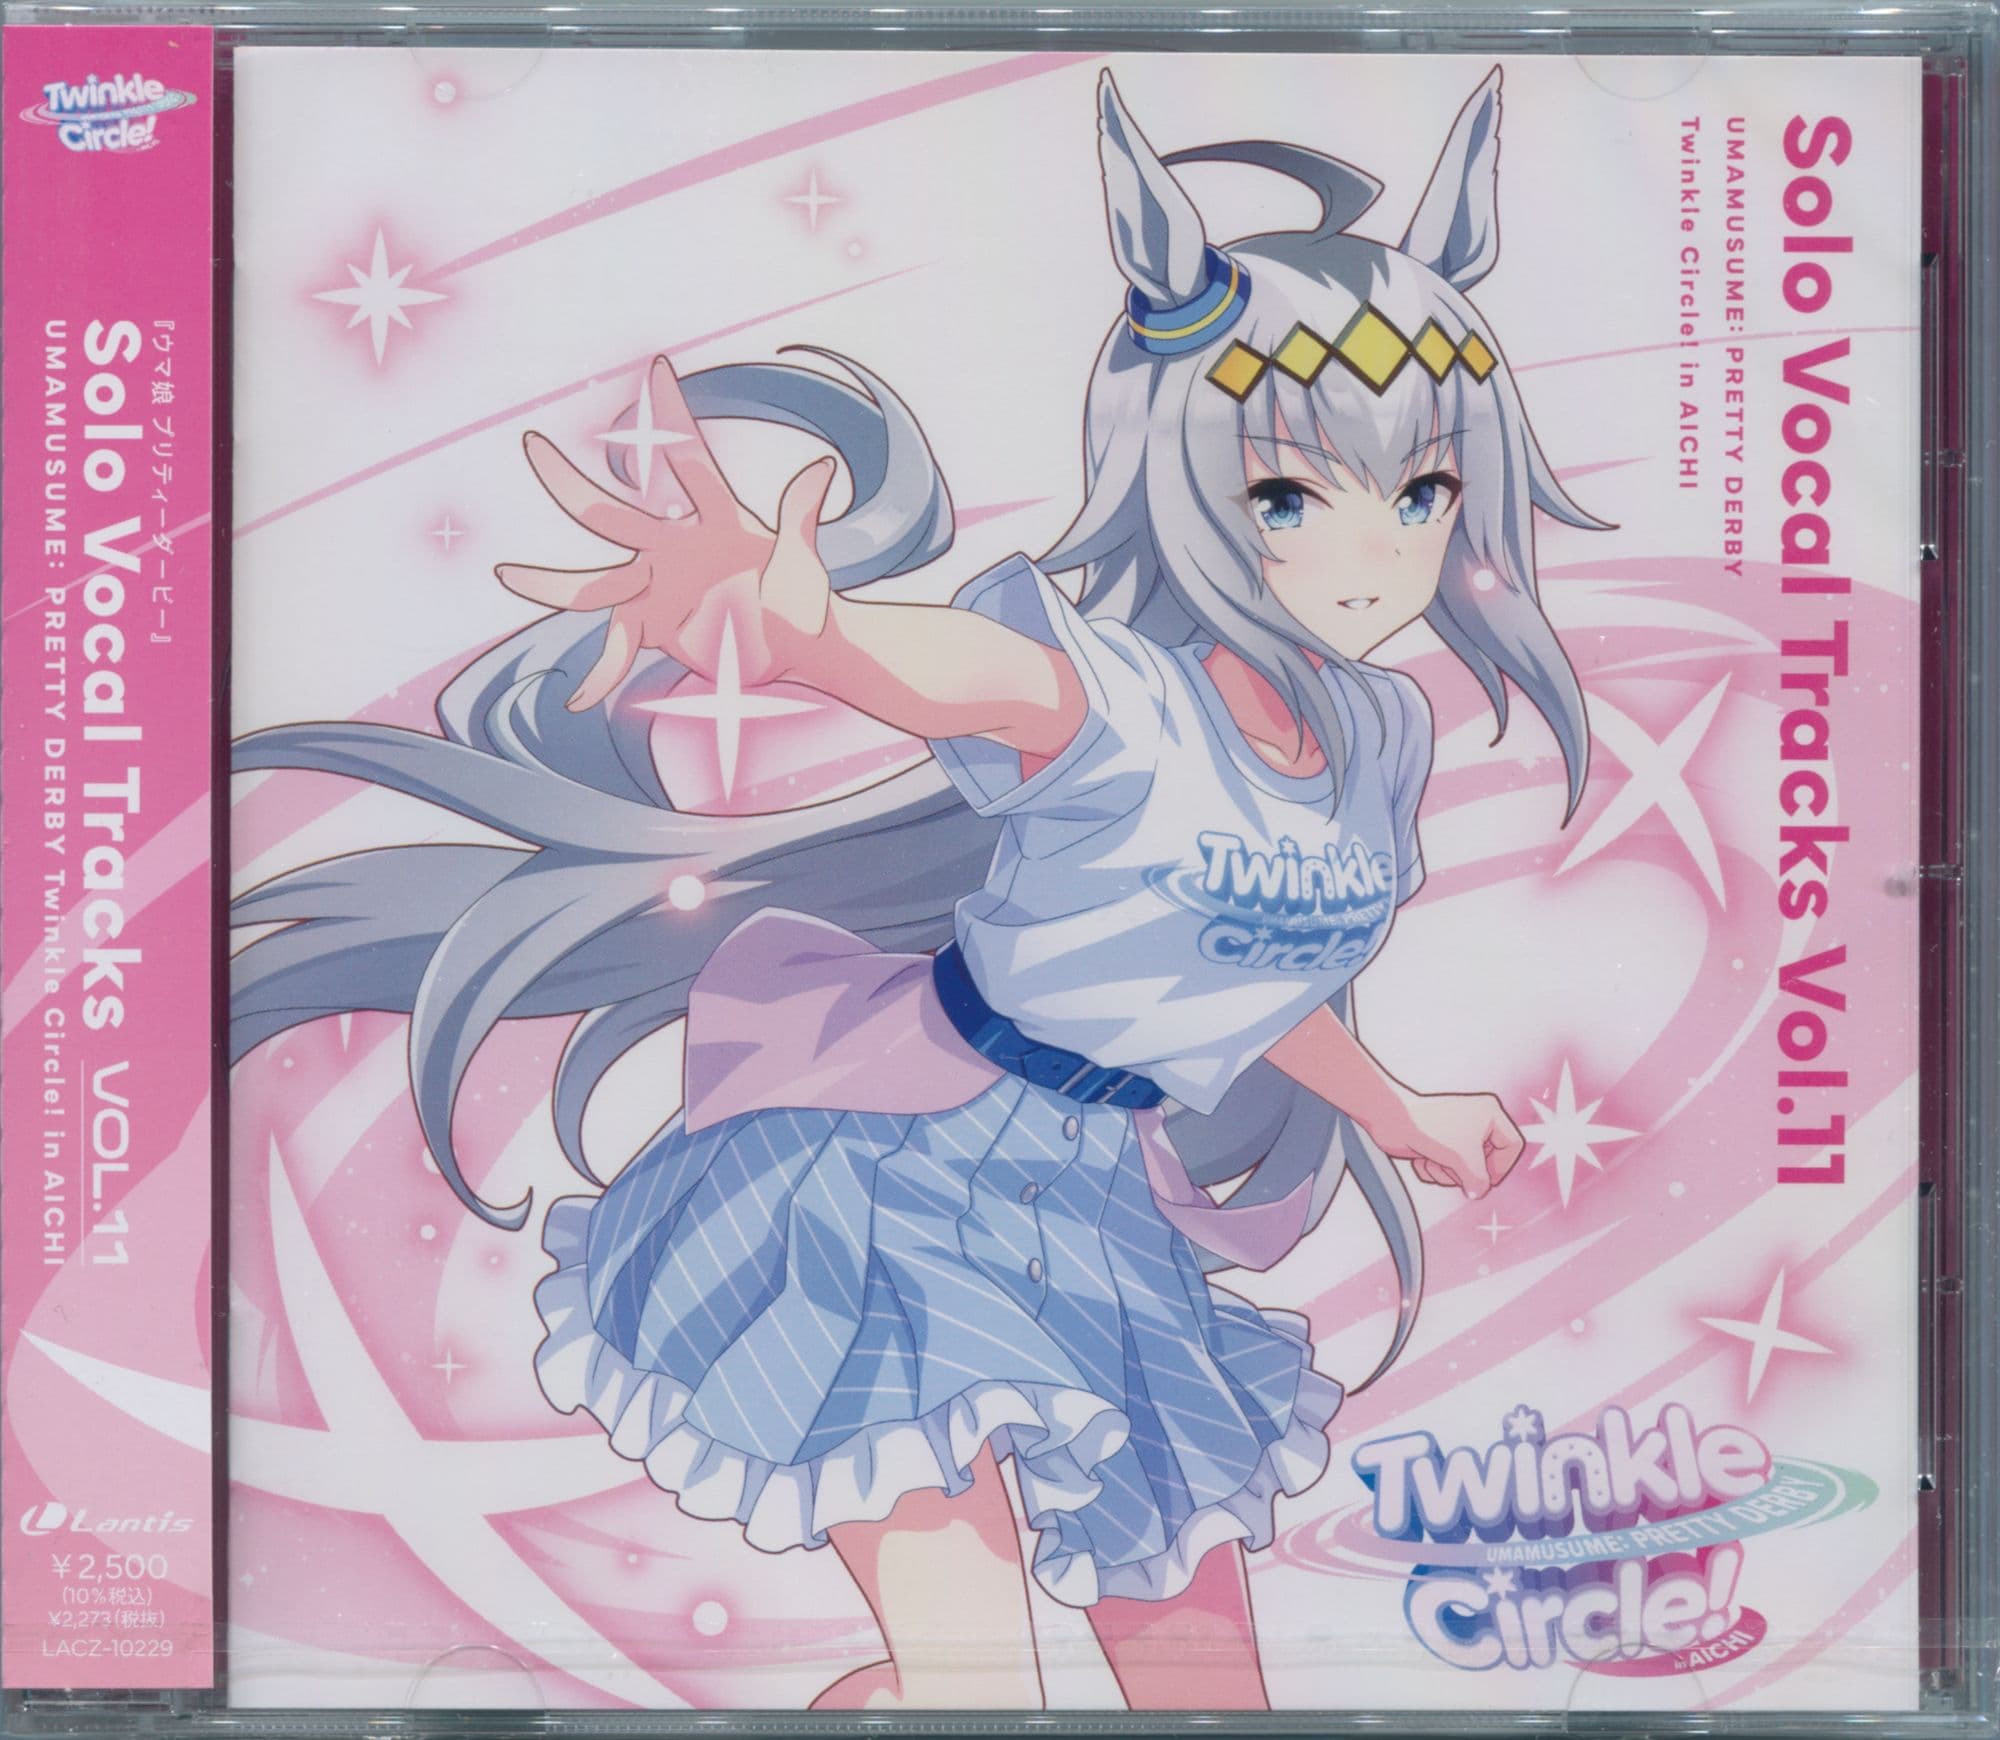 Twinkle
Circle!
『ウマ娘 プリティーダービー』
Solo Vocal Tracks VOL.11
UMAMUSUME: PRETTY DERBY Twinkle Circle! in AICHI
Lantis
¥2,500
(10%税込)
¥2,273(税抜)
LACZ-10229
Solo Vocal Tracks Vol.11
UMAMUSUME: PRETTY DERBY
Twinkle Circle! in AICHI
Twinkle
UMAMUSUME: PRETTY
Circle!
Twinkle
UMAMUSUME: PRETTY DERBY
Circle!
in AICHI